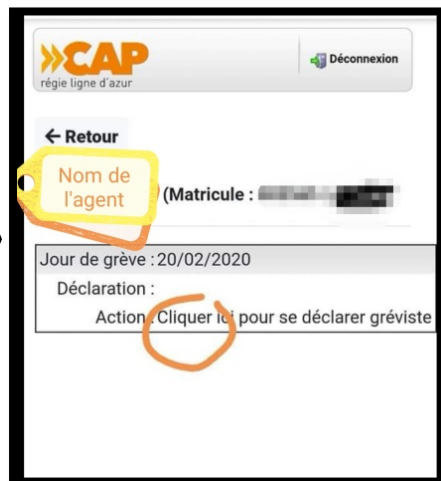 CAP
régie ligne d'azur
Déconnexion
← Retour
Nom de
l'agent
(Matricule :
Jour de grève : 20/02/2020
Déclaration :
Action : Cliquer ici pour se déclarer gréviste